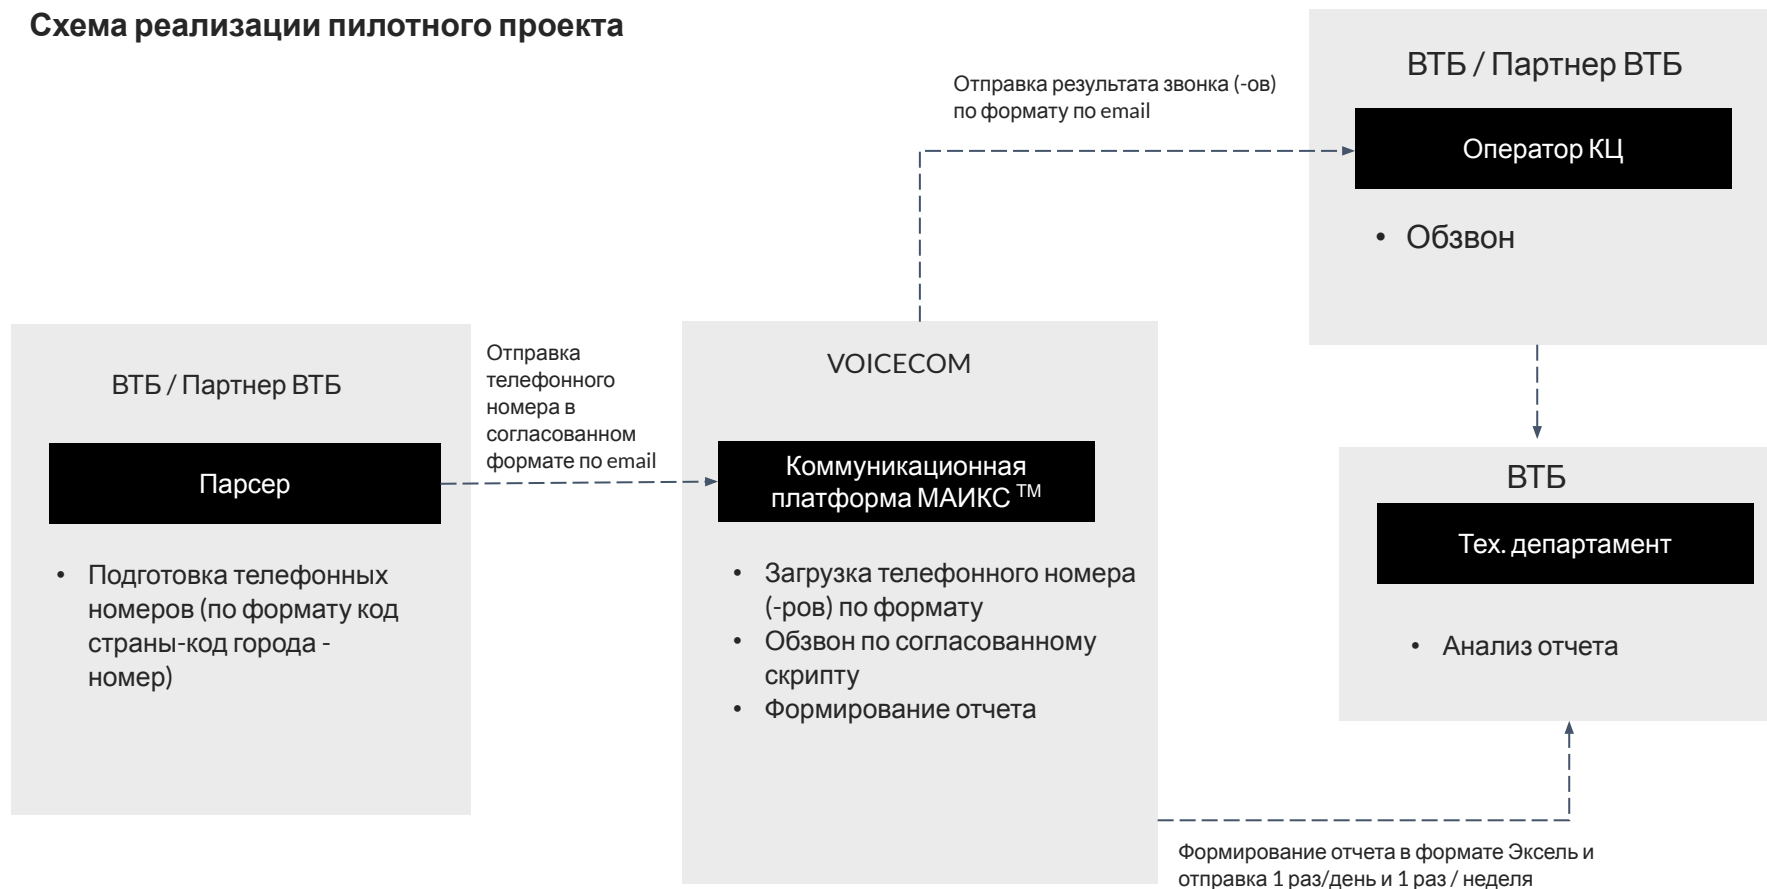 Схема реализации пилотного проекта
ВТБ / Партнер ВТБ
Парсер
• Подготовка телефонных
номеров (по формату код
страны-код города -
номер)
Отправка
телефонного
номера в
согласованном
формате по email
VOICECOM
Коммуникационная
платформа МАИКС TM
• Загрузка телефонного номера
(-ров) по формату
• Обзвон по согласованному
скрипту
• Формирование отчета
Отправка результата звонка (-ов)
по формату по email
ВТБ / Партнер ВТБ
Оператор КЦ
• Обзвон
ВТБ
Тех. департамент
• Анализ отчета
Формирование отчета в формате Эксель и
отправка 1 раз/день и 1 раз / неделя